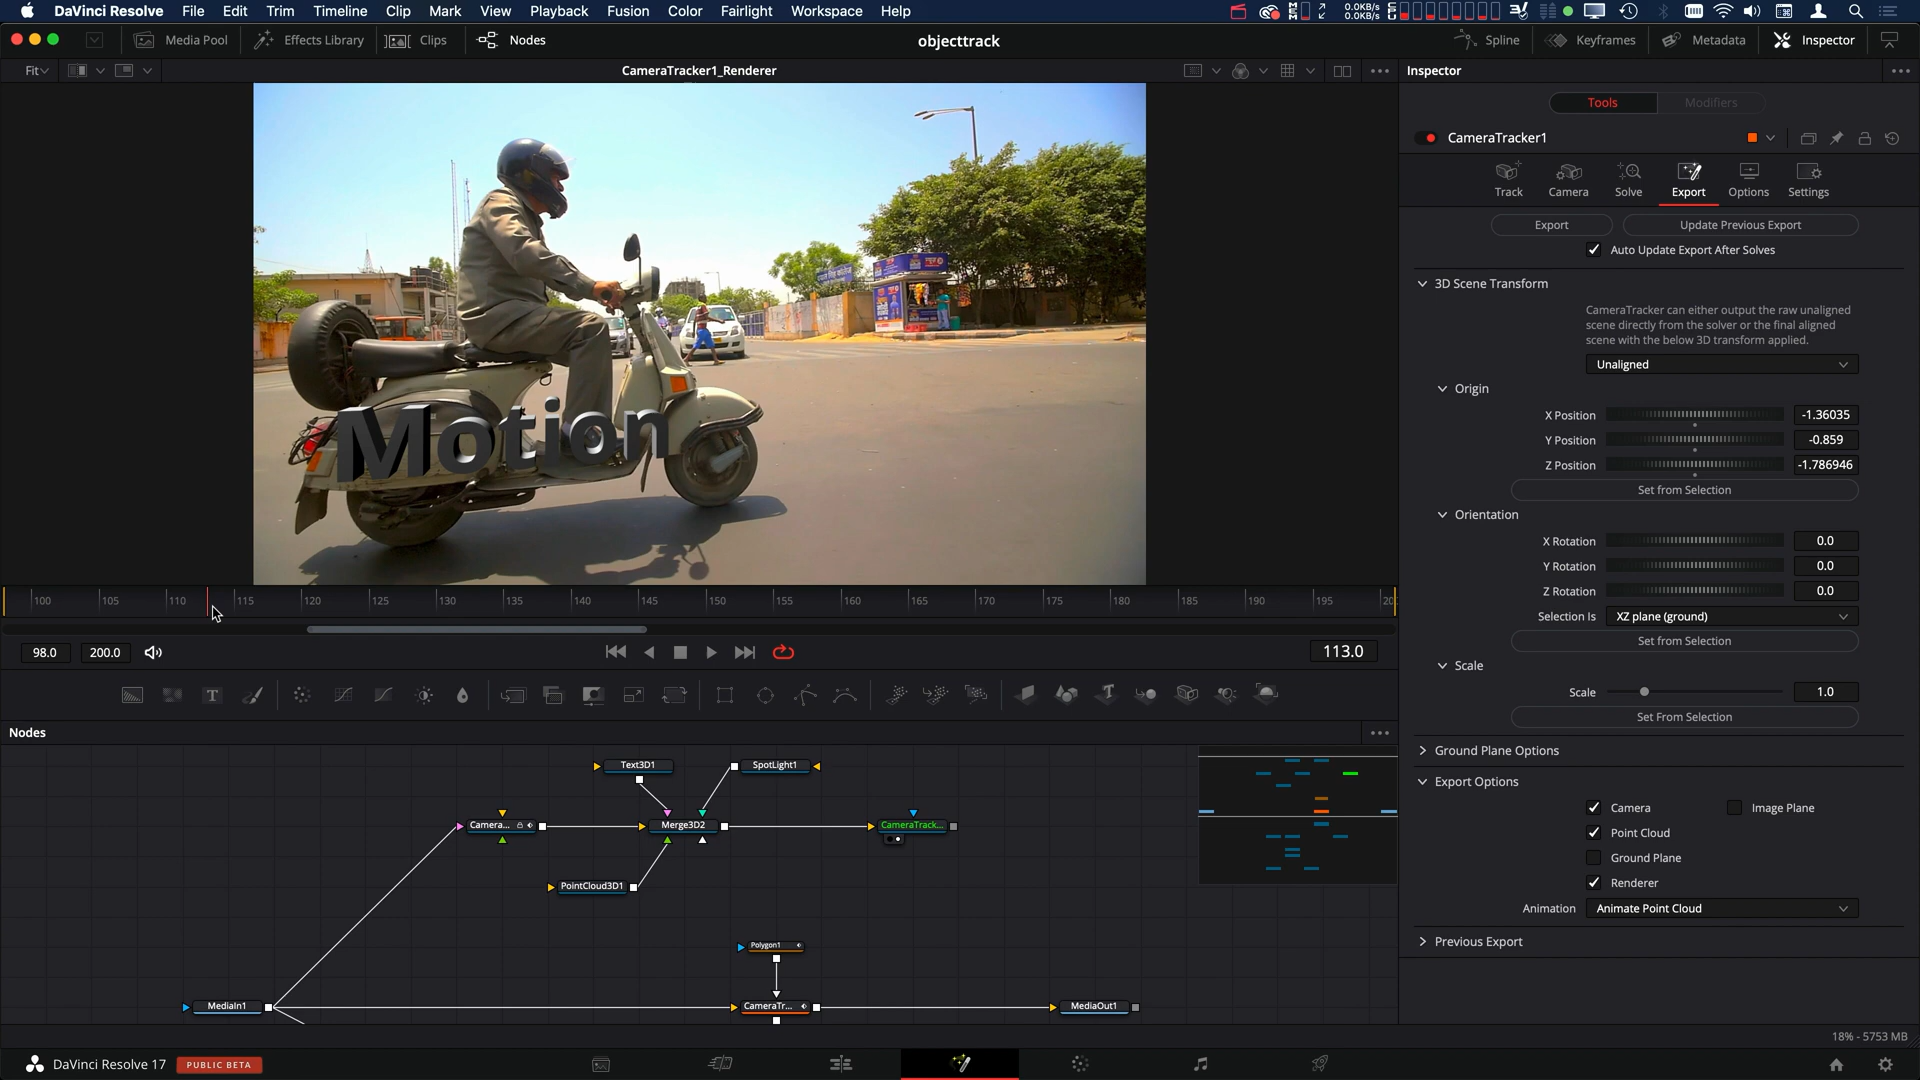 DaVinci Resolve File Edit Trim Timeline Clip Mark View Playback Fusion Color Fairlight Workspace Help
0.0KB/s
0.0KB/s
Media Pool Effects Library Clips Nodes objecttrack Spline Keyframes Metadata Inspector
Fit CameraTracker1_Renderer Inspector
Tools Modifiers
CameraTracker1
Track Camera Solve Export Options Settings
Export Update Previous Export
Auto Update Export After Solves
3D Scene Transform
CameraTracker can either output the raw unaligned
scene directly from the solver or the final aligned
scene with the below 3D transform applied.
Unaligned
Origin
X Position -1.36035
Y Position -0.859
Z Position -1.786946
Set from Selection
Orientation
X Rotation 0.0
Y Rotation 0.0
Z Rotation 0.0
Selection Is XZ plane (ground)
Set from Selection
Scale
Scale 1.0
Set From Selection
Ground Plane Options
Export Options
Camera Image Plane
Point Cloud
Ground Plane
Renderer
Animation Animate Point Cloud
Previous Export
Motion
100 105 110 115 120 125 130 135 140 145 150 155 160 165 170 175 180 185 190 195 20
98.0 200.0 113.0
Nodes
Text3D1 SpotLight1
Camera... Merge3D2 CameraTrack...
PointCloud3D1
Polygon1
MediaIn1 CameraTr... MediaOut1
18% - 5753 MB
DaVinci Resolve 17 PUBLIC BETA